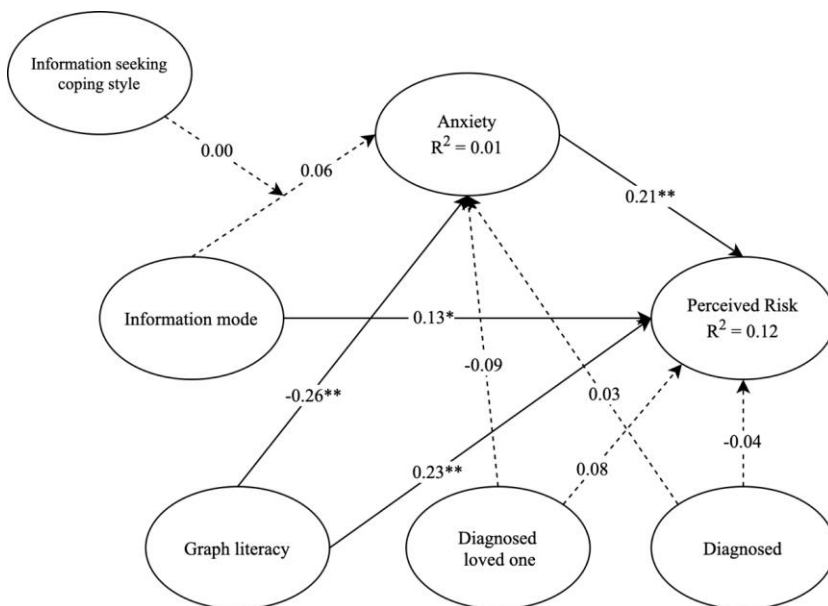 Information seeking
coping style
Anxiety
R² = 0.01
0.00
0.06
0.21**
Information mode
0.13*
Perceived Risk
R² = 0.12
-0.09
-0.26**
0.03
-0.04
0.23**
0.08
Graph literacy
Diagnosed
loved one
Diagnosed